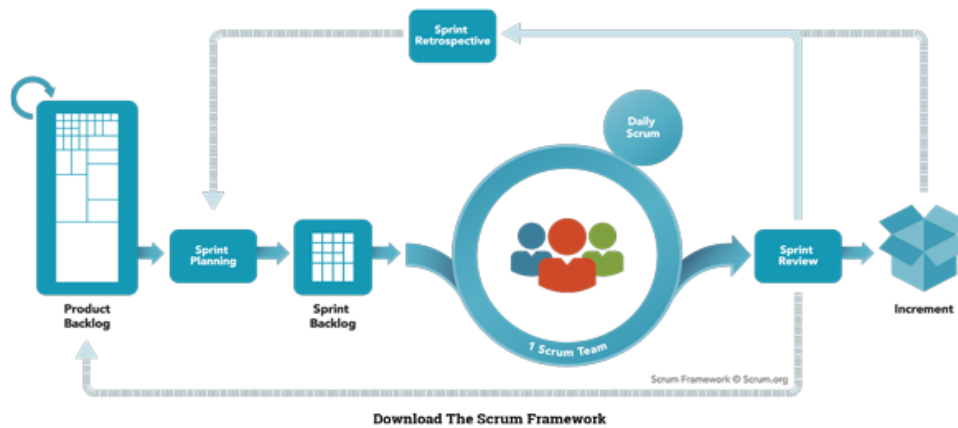 Sprint
Retrospective
Daily
Scrum
Sprint
Planning
Sprint
Review
Product
Backlog
Sprint
Backlog
1 Scrum Team
Increment
Scrum Framework © Scrum.org
Download The Scrum Framework